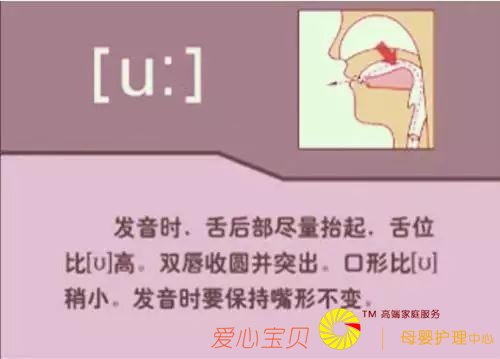 [u:]
发音时，舌后部尽量抬起，舌位
比[ʊ]高。双唇收圆并突出。口形比[ʊ]
稍小。发音时要保持嘴形不变。
TM 高端家庭服务
爱心宝贝
母婴护理中心